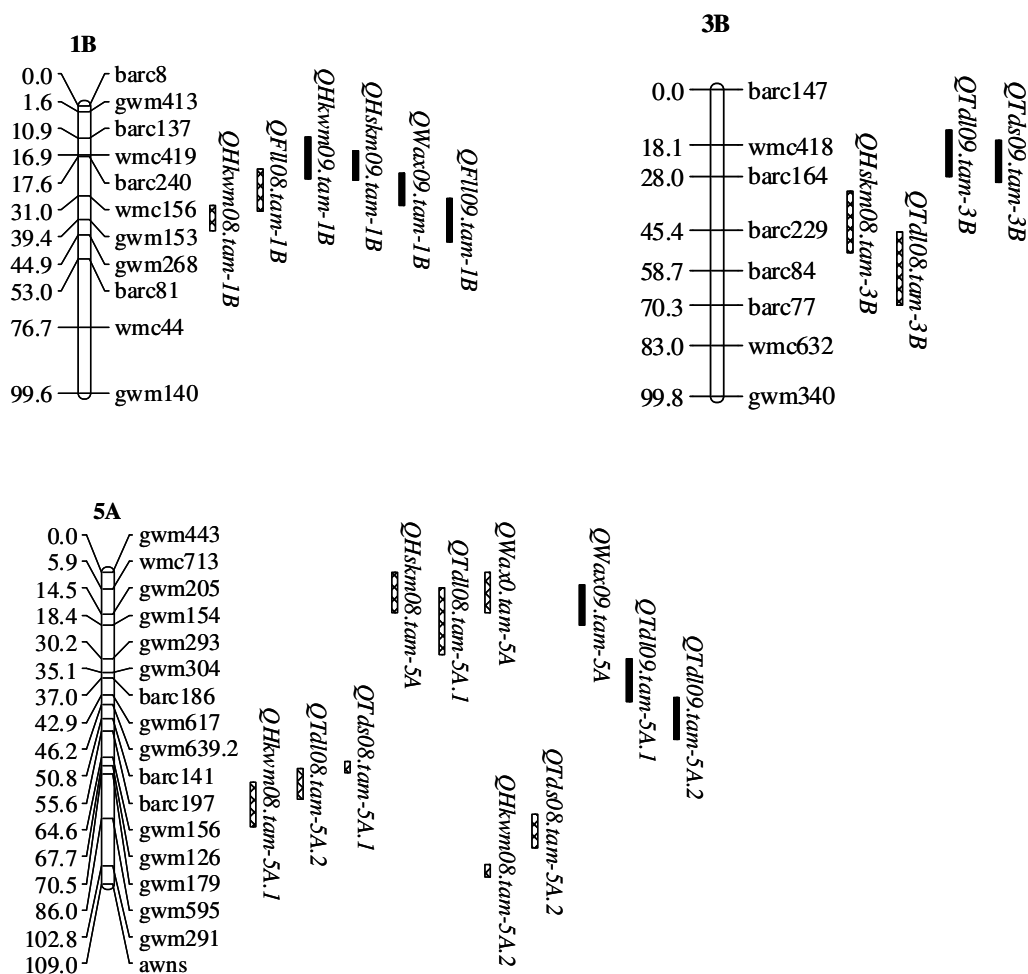 1B
0.0 barc8
1.6 gwm413
10.9 barc137
16.9 wmc419
17.6 barc240
31.0 wmc156
39.4 gwm153
44.9 gwm268
53.0 barc81
76.7 wmc44
99.6 gwm140
QHkwm08.tam-1B
QFll08.tam-1B
QHkwm09.tam-1B
QHskm09.tam-1B
QWax09.tam-1B
QFll09.tam-1B
3B
0.0 barc147
18.1 wmc418
28.0 barc164
45.4 barc229
58.7 barc84
70.3 barc77
83.0 wmc632
99.8 gwm340
QHskm08.tam-3B
QTdl08.tam-3B
QTdl09.tam-3B
QTds09.tam-3B
5A
0.0 gwm443
5.9 wmc713
14.5 gwm205
18.4 gwm154
30.2 gwm293
35.1 gwm304
37.0 barc186
42.9 gwm617
46.2 gwm639.2
50.8 barc141
55.6 barc197
64.6 gwm156
67.7 gwm126
70.5 gwm179
86.0 gwm595
102.8 gwm291
109.0 awns
QHkwm08.tam-5A.1
QTdl08.tam-5A.2
QTds08.tam-5A.1
QHskm08.tam-5A
QTdl08.tam-5A.1
QWax0.tam-5A
QHkwm08.tam-5A.2
QTds08.tam-5A.2
QWax09.tam-5A
QTdl09.tam-5A.1
QTdl09.tam-5A.2